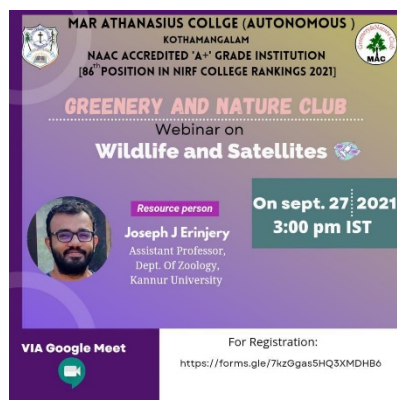 MAR ATHANASIUS COLLGE (AUTONOMOUS )
KOTHAMANGALAM
NAAC ACCREDITED 'A+' GRADE INSTITUTION
[86th POSITION IN NIRF COLLEGE RANKINGS 2021]
MAC
GREENERY AND NATURE CLUB
Webinar on
Wildlife and Satellites
On sept. 27 2021
3:00 pm IST
Resource person
Joseph J Erinjery
Assistant Professor,
Dept. Of Zoology,
Kannur University
VIA Google Meet
For Registration:
https://forms.gle/7kzGgas5HQ3XMDHB6